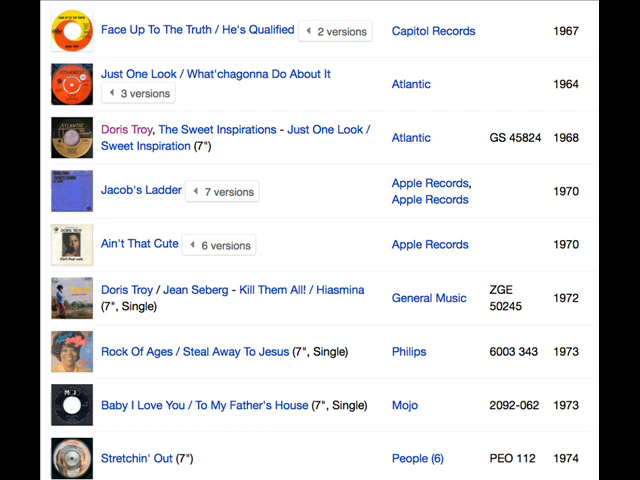 Face Up To The Truth / He's Qualified 2 versions Capitol Records 1967
Just One Look / What'chagonna Do About It
3 versions Atlantic 1964
Doris Troy, The Sweet Inspirations - Just One Look /
Sweet Inspiration (7") Atlantic GS 45824 1968
Jacob's Ladder 7 versions Apple Records,
Apple Records 1970
Ain't That Cute 6 versions Apple Records 1970
Doris Troy / Jean Seberg - Kill Them All! / Hiasmina
(7", Single) General Music ZGE
50245 1972
Rock Of Ages / Steal Away To Jesus (7", Single) Philips 6003 343 1973
Baby I Love You / To My Father's House (7", Single) Mojo 2092-062 1973
Stretchin' Out (7") People (6) PEO 112 1974